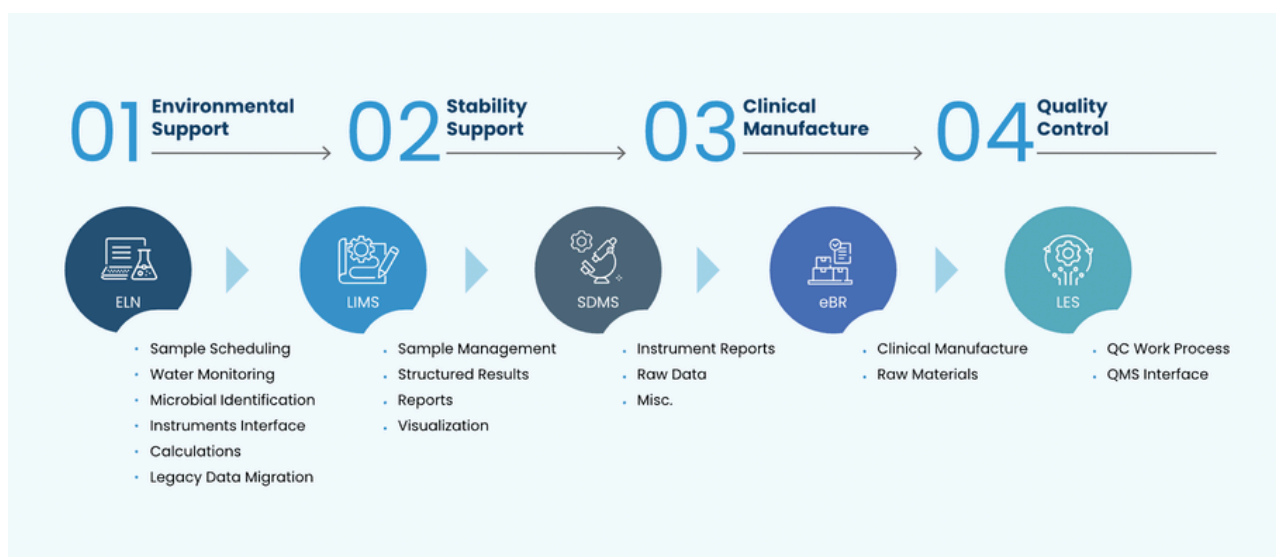 01 Environmental
Support
02 Stability
Support
03 Clinical
Manufacture
04 Quality
Control
ELN
LIMS
SDMS
eBR
LES
· Sample Scheduling
· Water Monitoring
· Microbial Identification
· Instruments Interface
· Calculations
· Legacy Data Migration
· Sample Management
· Structured Results
· Reports
· Visualization
· Instrument Reports
· Raw Data
· Misc.
· Clinical Manufacture
· Raw Materials
· QC Work Process
· QMS Interface